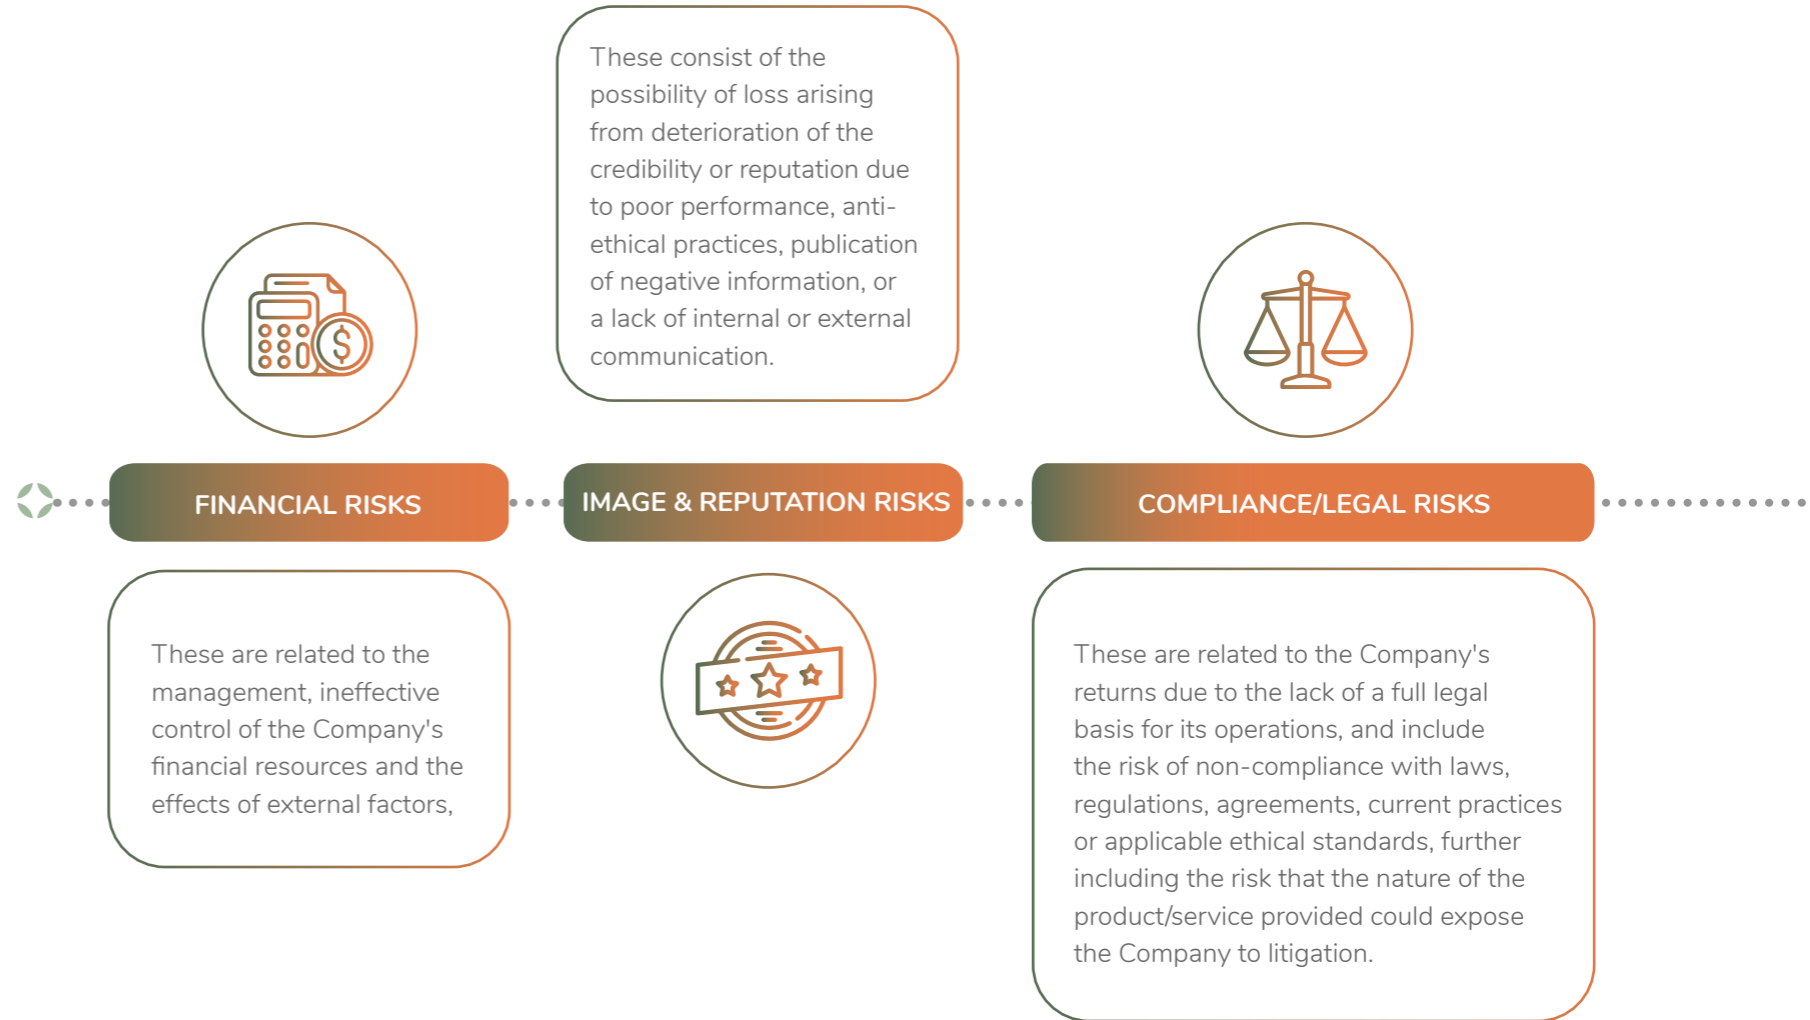 FINANCIAL RISKS
These are related to the
management, ineffective
control of the Company's
financial resources and the
effects of external factors,
These consist of the
possibility of loss arising
from deterioration of the
credibility or reputation due
to poor performance, anti-
ethical practices, publication
of negative information, or
a lack of internal or external
communication.
IMAGE & REPUTATION RISKS
COMPLIANCE/LEGAL RISKS
These are related to the Company's
returns due to the lack of a full legal
basis for its operations, and include
the risk of non-compliance with laws,
regulations, agreements, current practices
or applicable ethical standards, further
including the risk that the nature of the
product/service provided could expose
the Company to litigation.